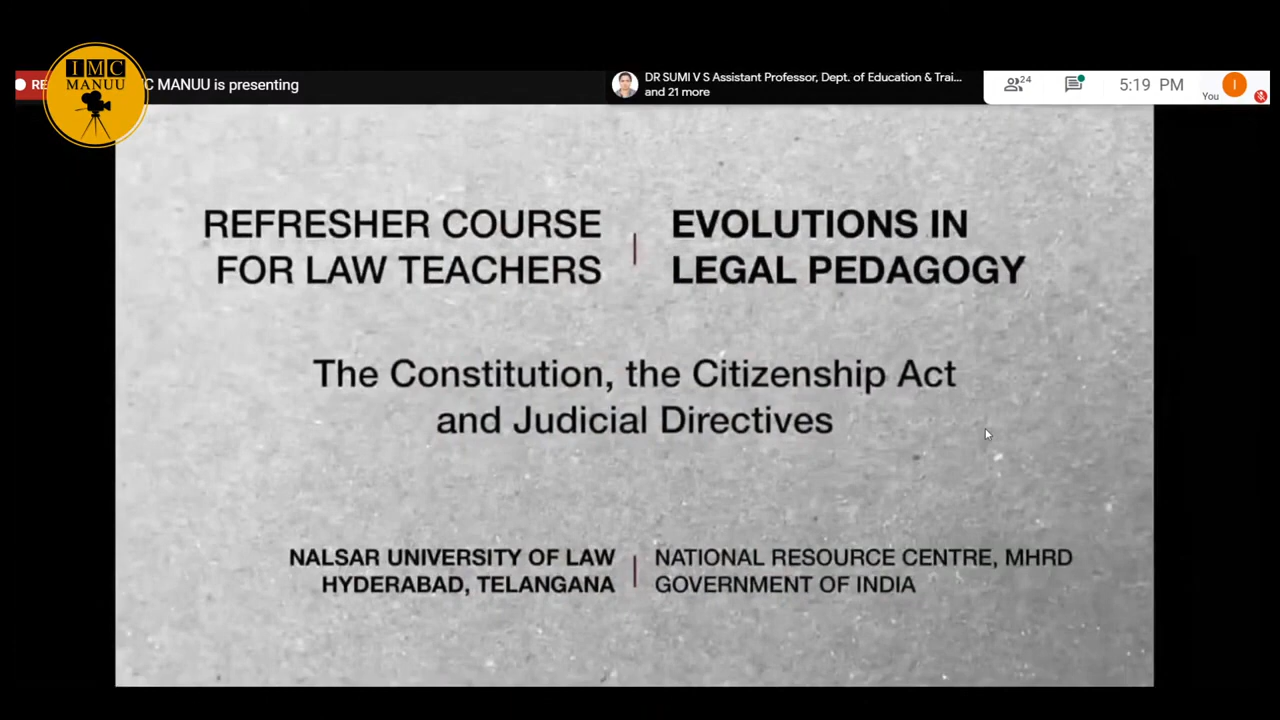 IMC
MANUU
RE
C MANUU is presenting
DR SUMI V S Assistant Professor, Dept. of Education & Trai...
and 21 more
24
5:19 PM
You
I
REFRESHER COURSE
FOR LAW TEACHERS
EVOLUTIONS IN
LEGAL PEDAGOGY
The Constitution, the Citizenship Act
and Judicial Directives
NALSAR UNIVERSITY OF LAW
HYDERABAD, TELANGANA
NATIONAL RESOURCE CENTRE, MHRD
GOVERNMENT OF INDIA